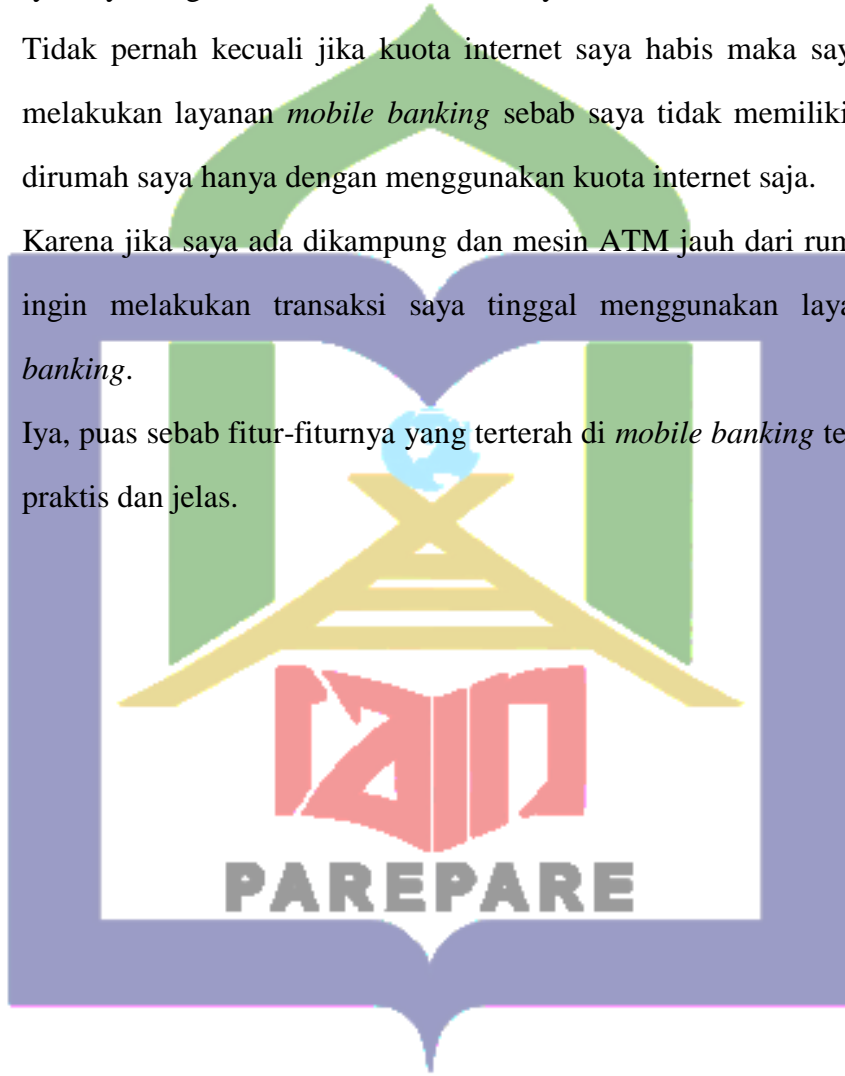 Tidak pernah kecuali jika kuota internet saya habis maka say
melakukan layanan mobile banking sebab saya tidak memiliki
dirumah saya hanya dengan menggunakan kuota internet saja.
Karena jika saya ada dikampung dan mesin ATM jauh dari rum
ingin melakukan transaksi saya tinggal menggunakan laya
banking.
Iya, puas sebab fitur-fiturnya yang terterah di mobile banking te
praktis dan jelas.
iain
PAREPARE